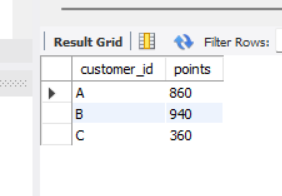 Result Grid Filter Rows:
customer_id points
A 860
B 940
C 360